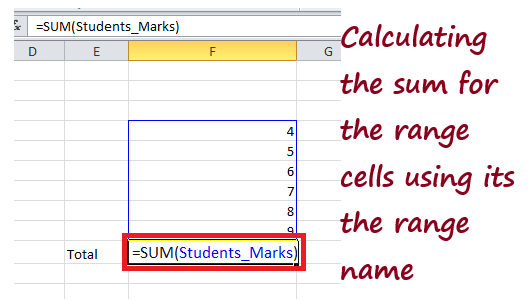 fx =SUM(Students_Marks)
D E F G
4
5
6
7
8
9
Total =SUM(Students_Marks)
Calculating
the sum for
the range
cells using its
the range
name